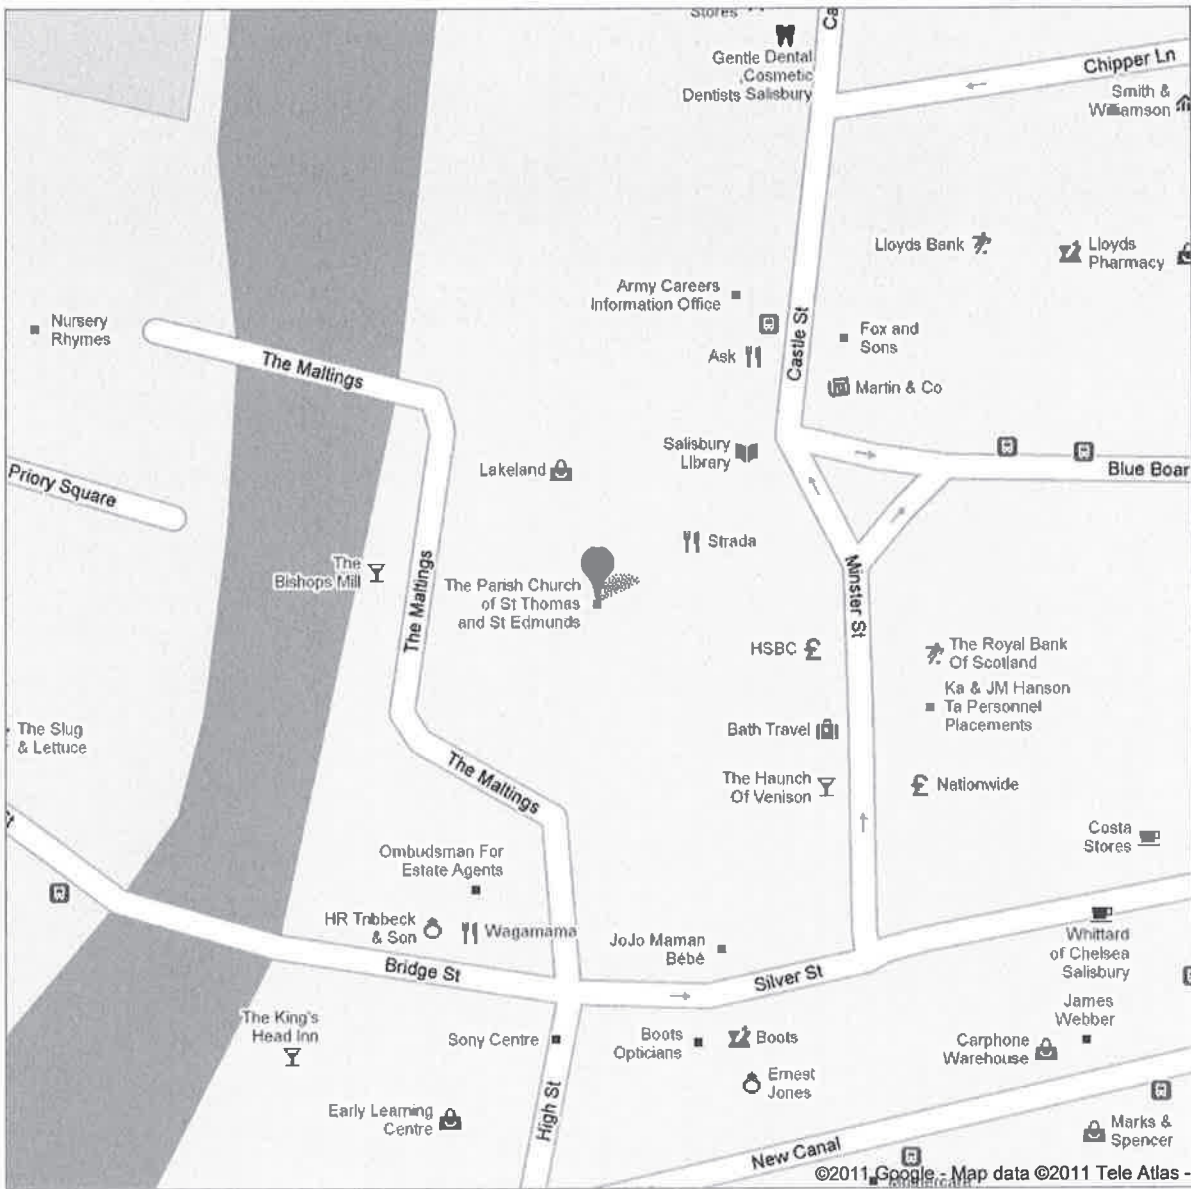 Stores
Ca
Gentle Dental
Cosmetic
Dentists Salisbury
Chipper Ln
Smith &
Williamson
Lloyds Bank
Lloyds
Pharmacy
Army Careers
Information Office
Nursery
Rhymes
The Maltings
Ask
Castle St
Fox and
Sons
Martin & Co
Salisbury
Library
Lakeland
Blue Boar
Priory Square
Strada
The
Bishops Mill
The Maltings
The Parish Church
of St Thomas
and St Edmunds
Minster St
HSBC
The Royal Bank
Of Scotland
Ka & JM Hanson
Ta Personnel
Placements
The Slug
& Lettuce
Bath Travel
The Maltings
The Haunch
Of Venison
Nationwide
St
Costa
Stores
Ombudsman For
Estate Agents
HR Tribbeck
& Son
Wagamama
JoJo Maman
Bébé
Whittard
of Chelsea
Salisbury
Bridge St
Silver St
The King's
Head Inn
Sony Centre
Boots
Opticians
Boots
James
Webber
Carphone
Warehouse
Ernest
Jones
Early Learning
Centre
High St
Marks &
Spencer
New Canal
©2011 Google - Map data ©2011 Tele Atlas -